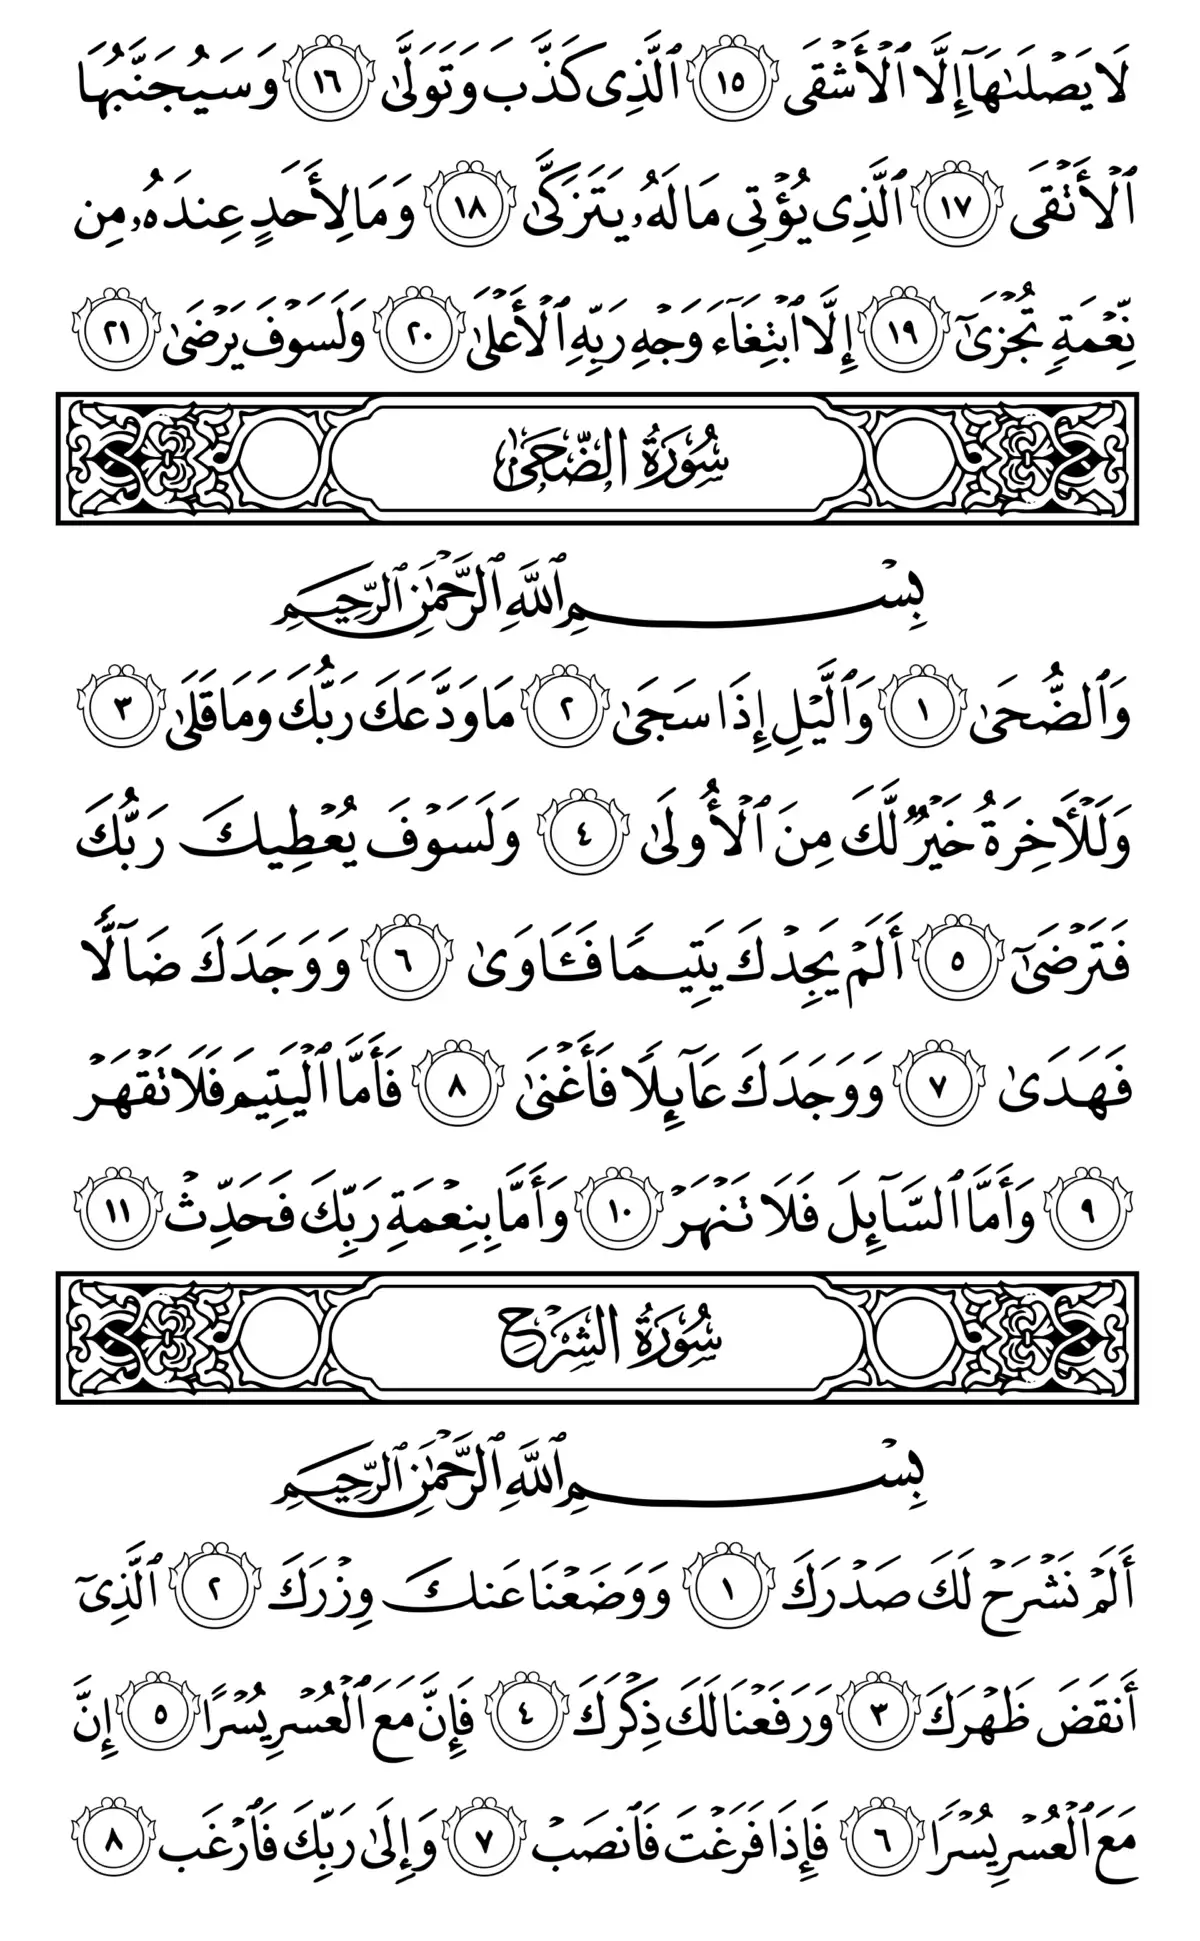 لَا يَصْلَىٰهَآ إِلَّا ٱلْأَشْقَى ١٥ ٱلَّذِى كَذَّبَ وَتَوَلَّىٰ ١٦ وَسَيُجَنَّبُهَا
ٱلْأَتْقَى ١٧ ٱلَّذِى يُؤْتِى مَالَهُۥ يَتَزَكَّىٰ ١٨ وَمَا لِأَحَدٍ عِندَهُۥ مِن
نِّعْمَةٍ تُجْزَىٰٓ ١٩ إِلَّا ٱبْتِغَآءَ وَجْهِ رَبِّهِ ٱلْأَعْلَىٰ ٢٠ وَلَسَوْفَ يَرْضَىٰ ٢١
سُورَةُ الضُّحَىٰ
بِسْمِ ٱللَّهِ ٱلرَّحْمَٰنِ ٱلرَّحِيمِ
وَٱلضُّحَىٰ ١ وَٱلَّيْلِ إِذَا سَجَىٰ ٢ مَا وَدَّعَكَ رَبُّكَ وَمَا قَلَىٰ ٣
وَلَلْـَٔاخِرَةُ خَيْرٌ لَّكَ مِنَ ٱلْأُولَىٰ ٤ وَلَسَوْفَ يُعْطِيكَ رَبُّكَ
فَتَرْضَىٰٓ ٥ أَلَمْ يَجِدْكَ يَتِيمًا فَـَٔاوَىٰ ٦ وَوَجَدَكَ ضَآلًّا
فَهَدَىٰ ٧ وَوَجَدَكَ عَآئِلًا فَأَغْنَىٰ ٨ فَأَمَّا ٱلْيَتِيمَ فَلَا تَقْهَرْ
٩ وَأَمَّا ٱلسَّآئِلَ فَلَا تَنْهَرْ ١٠ وَأَمَّا بِنِعْمَةِ رَبِّكَ فَحَدِّثْ ١١
سُورَةُ الشَّرْحِ
بِسْمِ ٱللَّهِ ٱلرَّحْمَٰنِ ٱلرَّحِيمِ
أَلَمْ نَشْرَحْ لَكَ صَدْرَكَ ١ وَوَضَعْنَا عَنكَ وِزْرَكَ ٢ ٱلَّذِىٓ
أَنقَضَ ظَهْرَكَ ٣ وَرَفَعْنَا لَكَ ذِكْرَكَ ٤ فَإِنَّ مَعَ ٱلْعُسْرِ يُسْرًا ٥ إِنَّ
مَعَ ٱلْعُسْرِ يُسْرًا ٦ فَإِذَا فَرَغْتَ فَٱنصَبْ ٧ وَإِلَىٰ رَبِّكَ فَٱرْغَب ٨